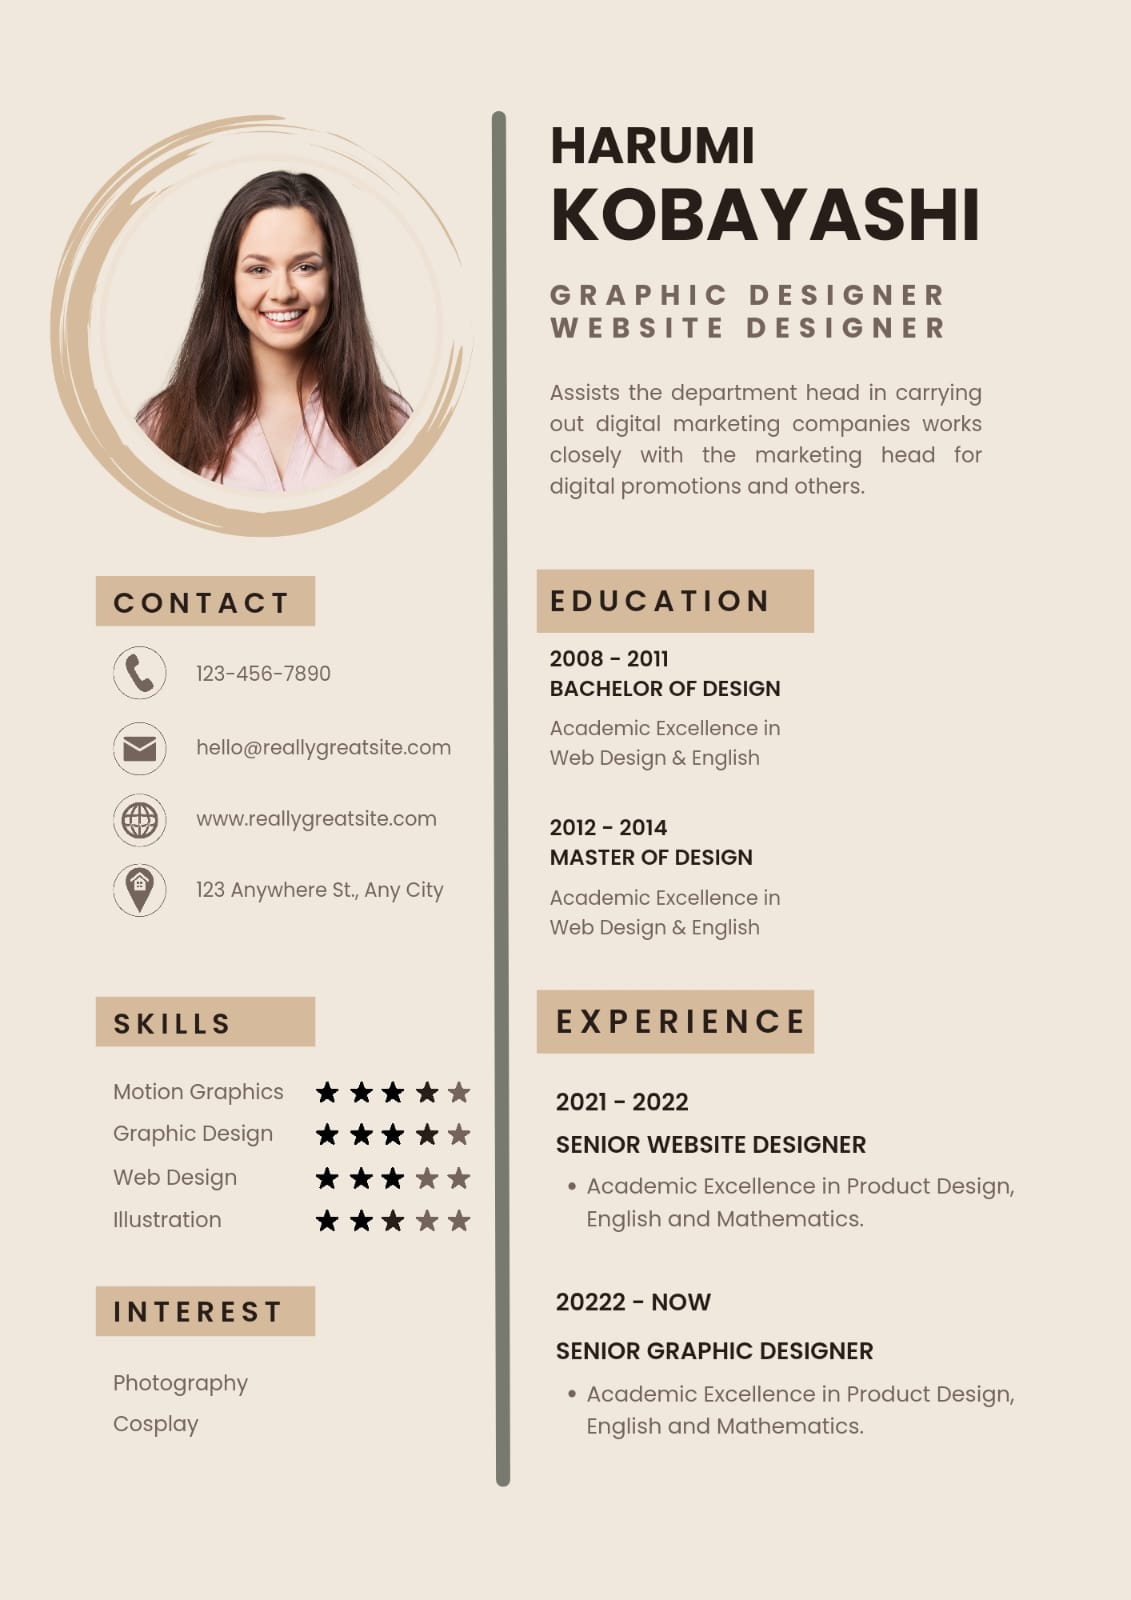 HARUMI
KOBAYASHI
GRAPHIC DESIGNER
WEBSITE DESIGNER
Assists the department head in carrying
out digital marketing companies works
closely with the marketing head for
digital promotions and others.
CONTACT
123-456-7890
hello@reallygreatsite.com
www.reallygreatsite.com
123 Anywhere St., Any City
SKILLS
Motion Graphics
Graphic Design
Web Design
Illustration
INTEREST
Photography
Cosplay
EDUCATION
2008 - 2011
BACHELOR OF DESIGN
Academic Excellence in
Web Design & English
2012 - 2014
MASTER OF DESIGN
Academic Excellence in
Web Design & English
EXPERIENCE
2021 - 2022
SENIOR WEBSITE DESIGNER
• Academic Excellence in Product Design,
English and Mathematics.
20222 - NOW
SENIOR GRAPHIC DESIGNER
• Academic Excellence in Product Design,
English and Mathematics.